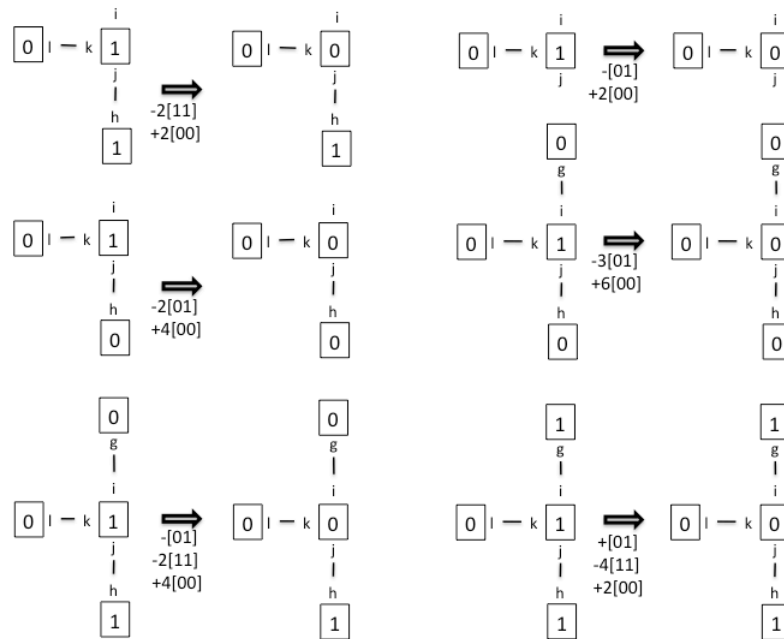 i i
0 l k 1 0 l k 0
j j
-2[11]
h h
+2[00]
1 1
i i
0 l k 1 0 l k 0
j j
-[01]
+2[00]
i i
0 l k 1 0 l k 0
j j
-2[01]
h h
+4[00]
0 0
0 0
g g
i i
0 l k 1 0 l k 0
j j
-3[01]
+6[00]
h h
0 0
0 0
g g
i i
0 l k 1 0 l k 0
-[01]
j j
-2[11]
+4[00]
h h
1 1
1 1
g g
i i
0 l k 1 0 l k 0
+[01]
j j
-4[11]
+2[00]
h h
1 1